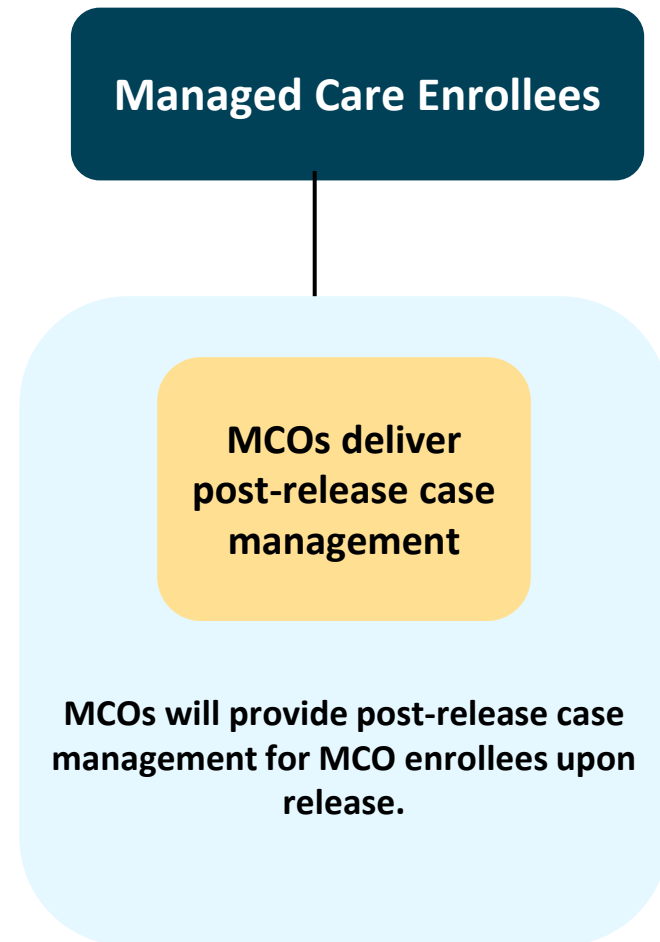 Managed Care Enrollees
MCOs deliver
post-release case
management
MCOs will provide post-release case
management for MCO enrollees upon
release.